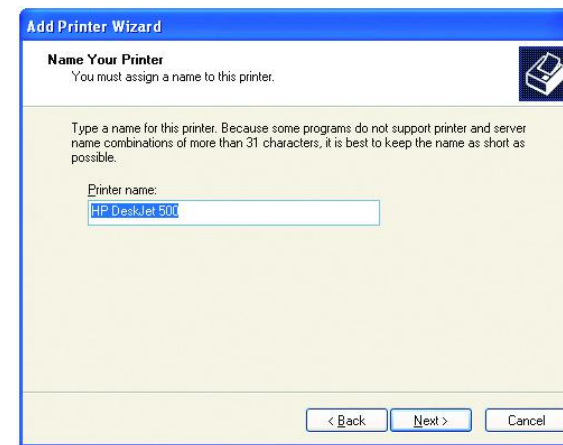 Add Printer Wizard
Name Your Printer
You must assign a name to this printer.
Type a name for this printer. Because some programs do not support printer and server
name combinations of more than 31 characters, it is best to keep the name as short as
possible.
Printer name:
HP DeskJet 500
< Back
Next >
Cancel